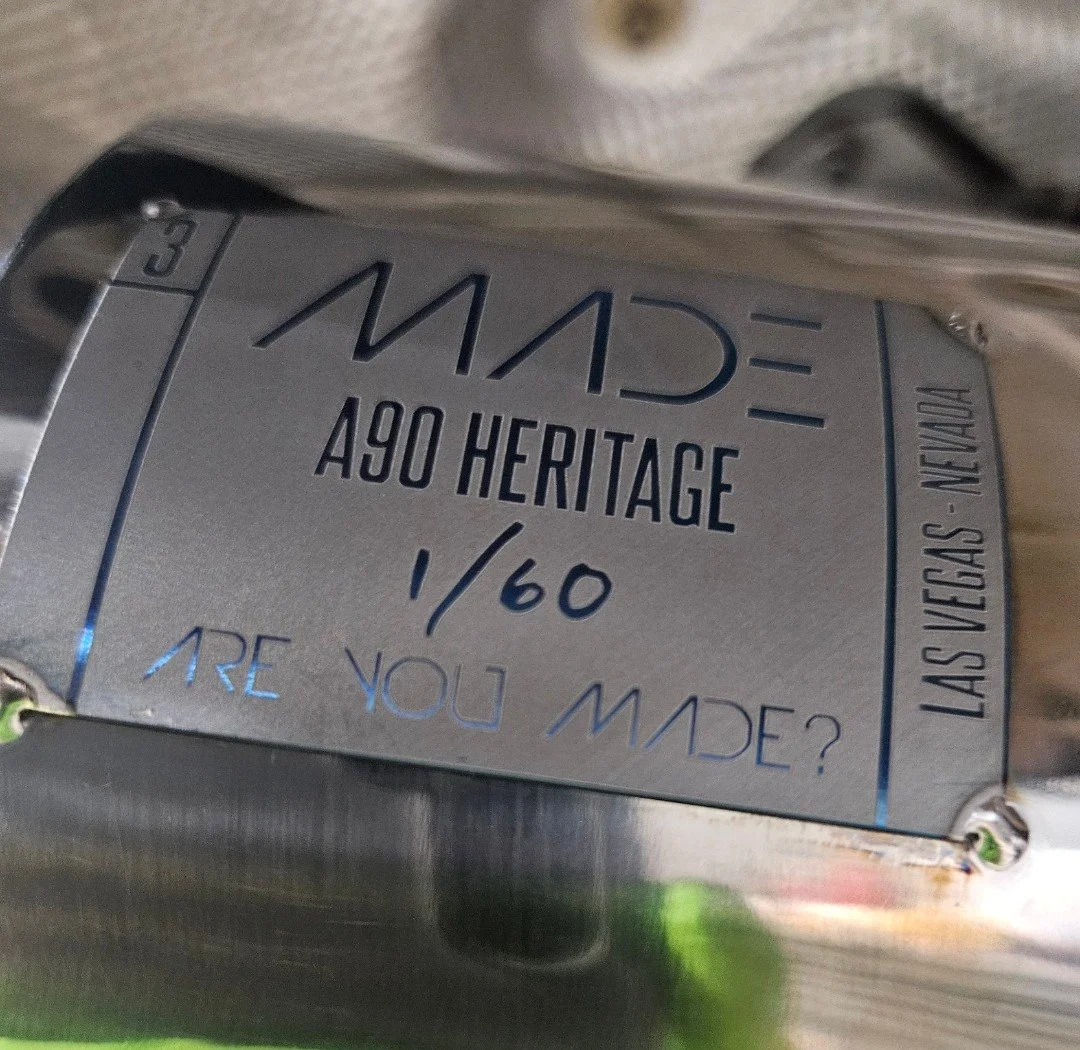 3
MADE
A90 HERITAGE
1/60
ARE YOU MADE?
LAS VEGAS - NEVADA